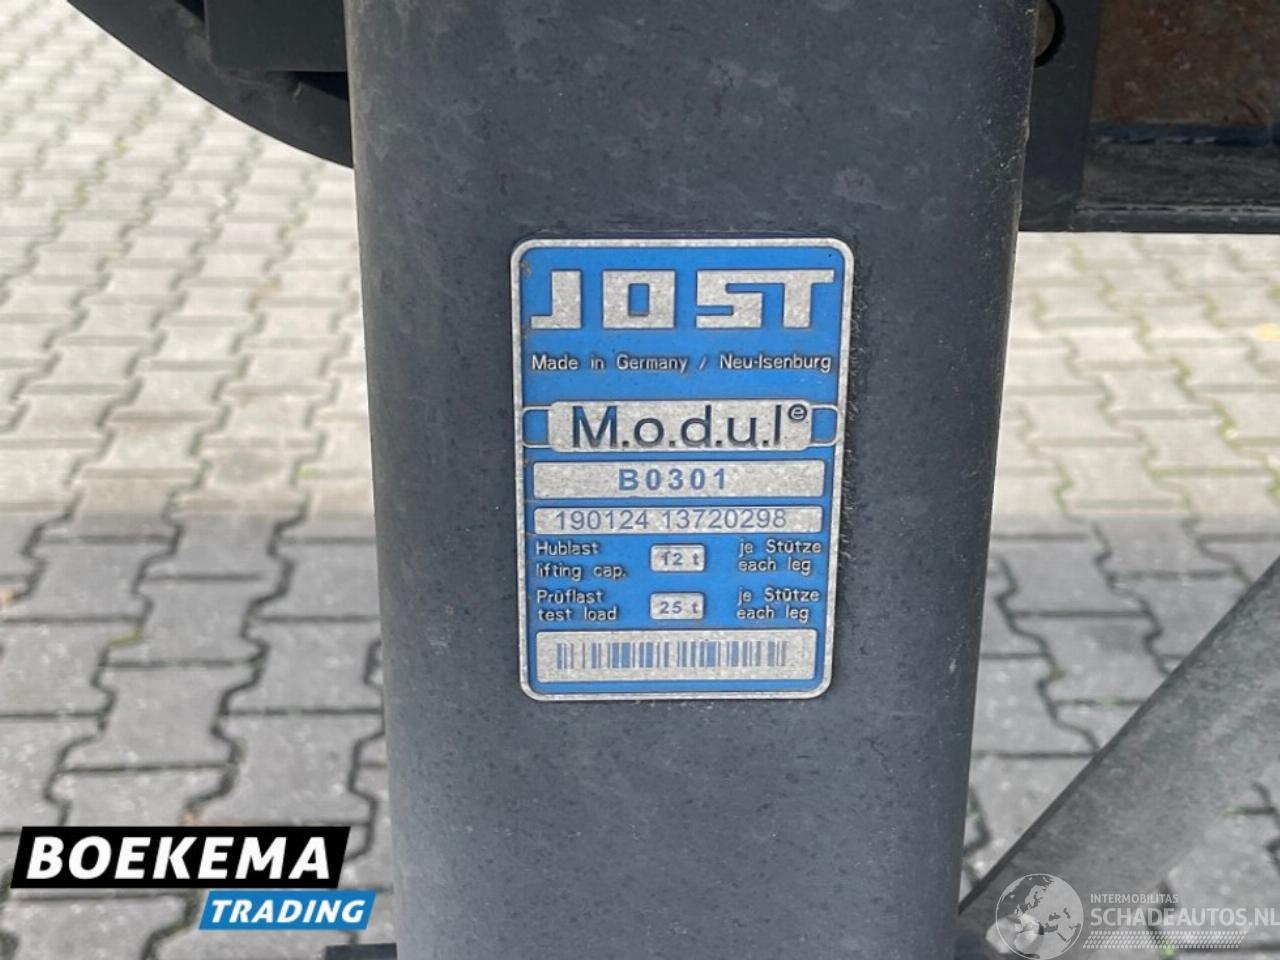 JOST
Made in Germany / Neu-Isenburg
M.o.d.u.l e
B0301
190124 13720298
Hublast 12 t je Stütze
lifting cap. each leg
Prüflast 25 t je Stütze
test load each leg
BOEKEMA
TRADING
INTERMOBILITAS
SCHADEAUTOS.NL